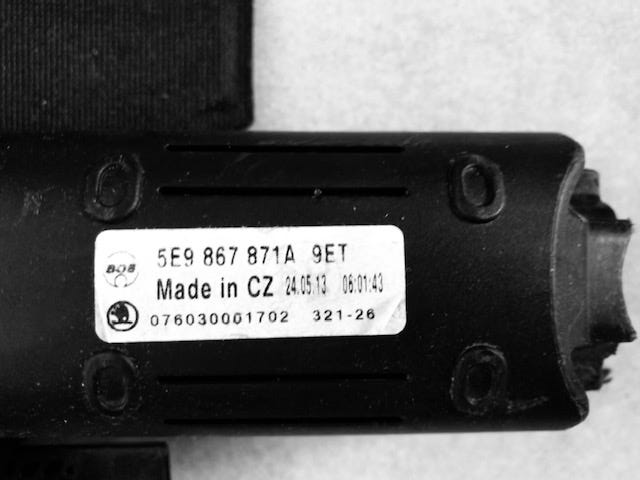 5E9 867 871A 9ET
BOS Made in CZ 24.05.13 06:01:43
076030001702 321-26